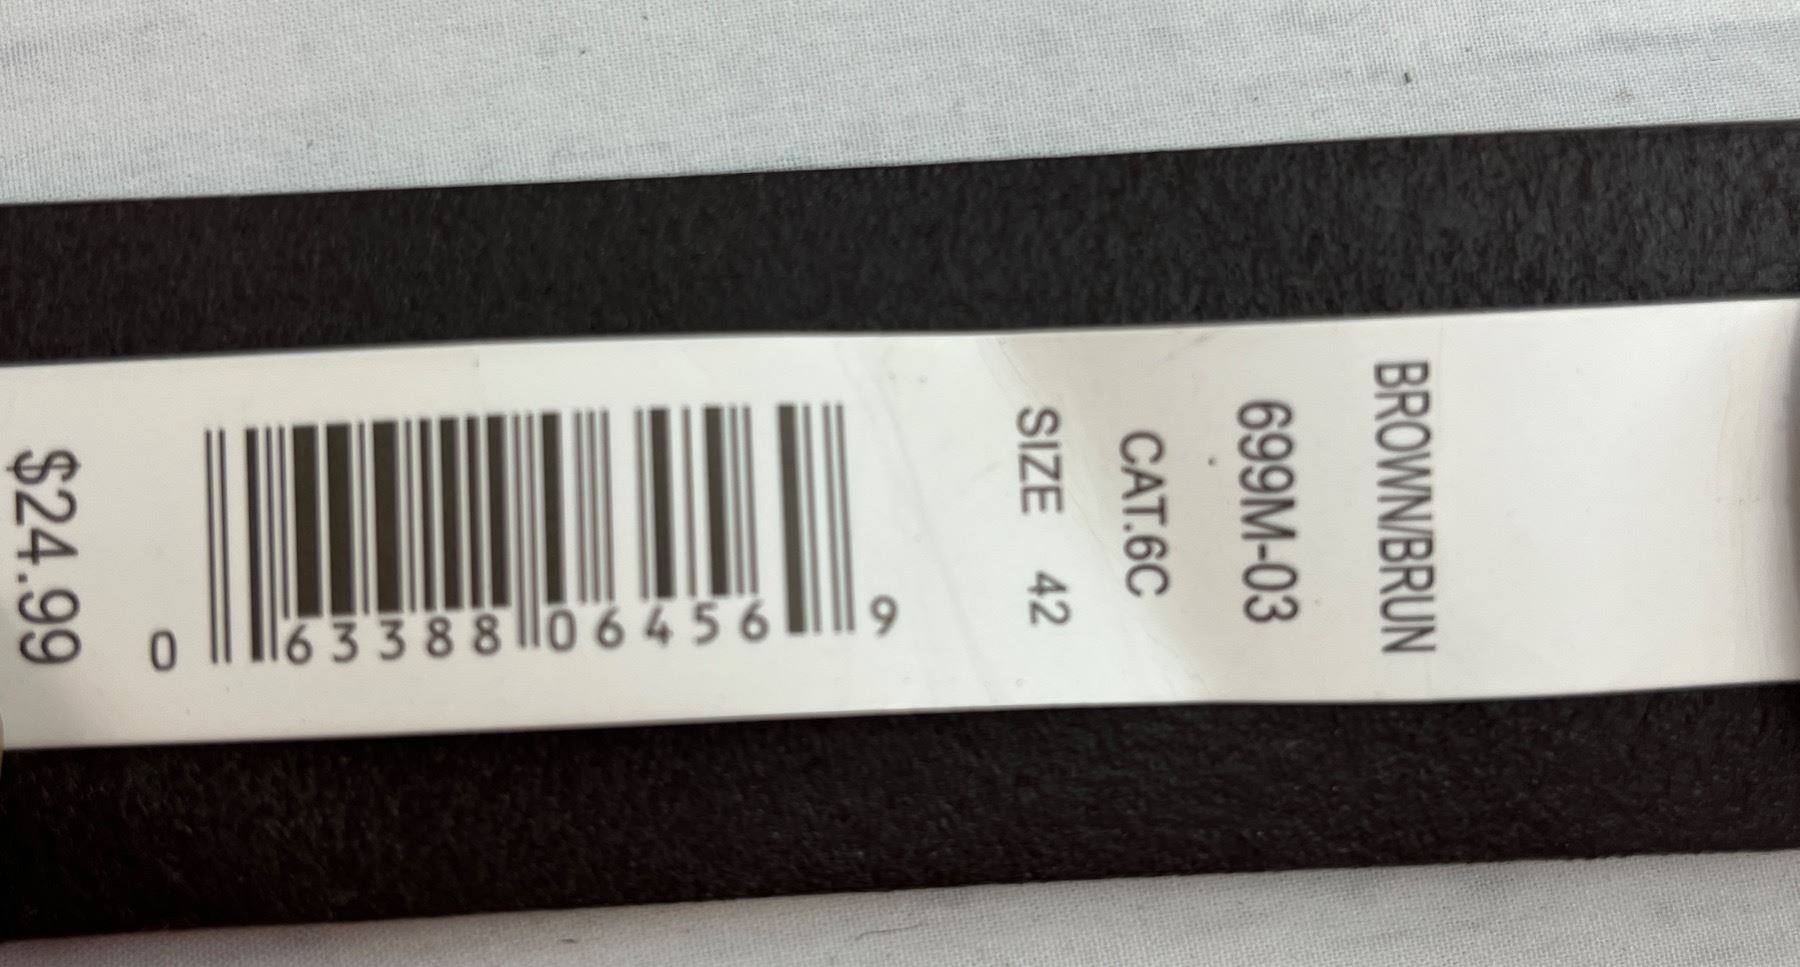 BROWN/BRUN
699M-03
CAT.6C
SIZE 42
0 63388 06456 9
$24.99